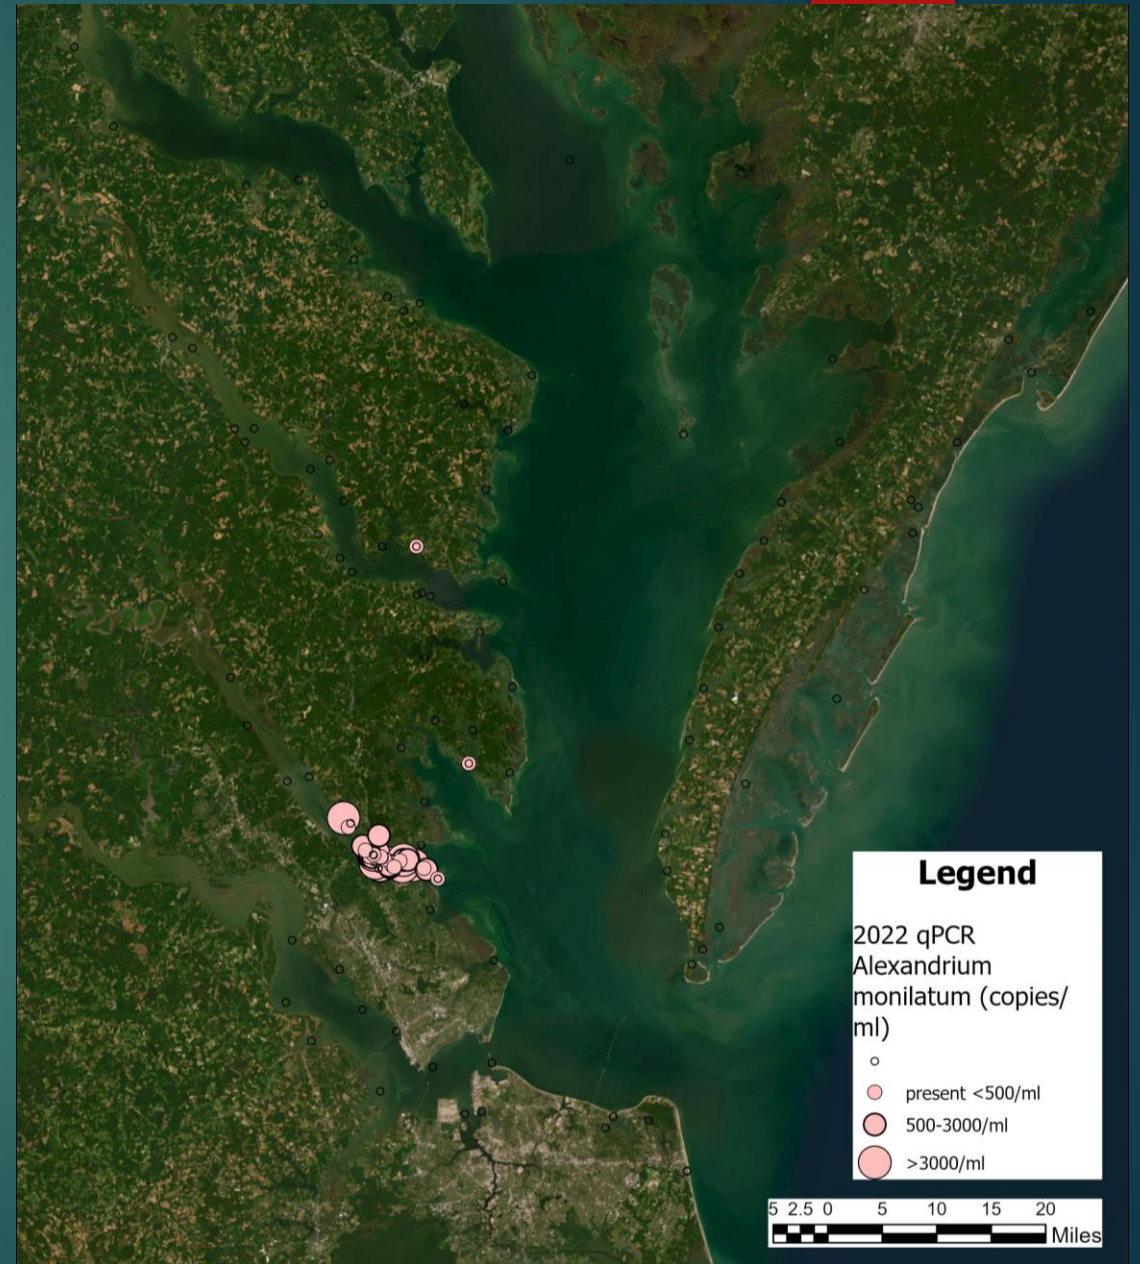 Legend
2022 qPCR
Alexandrium
monilatum (copies/
ml)
present <500/ml
500-3000/ml
>3000/ml
5 2.5 0 5 10 15 20
Miles